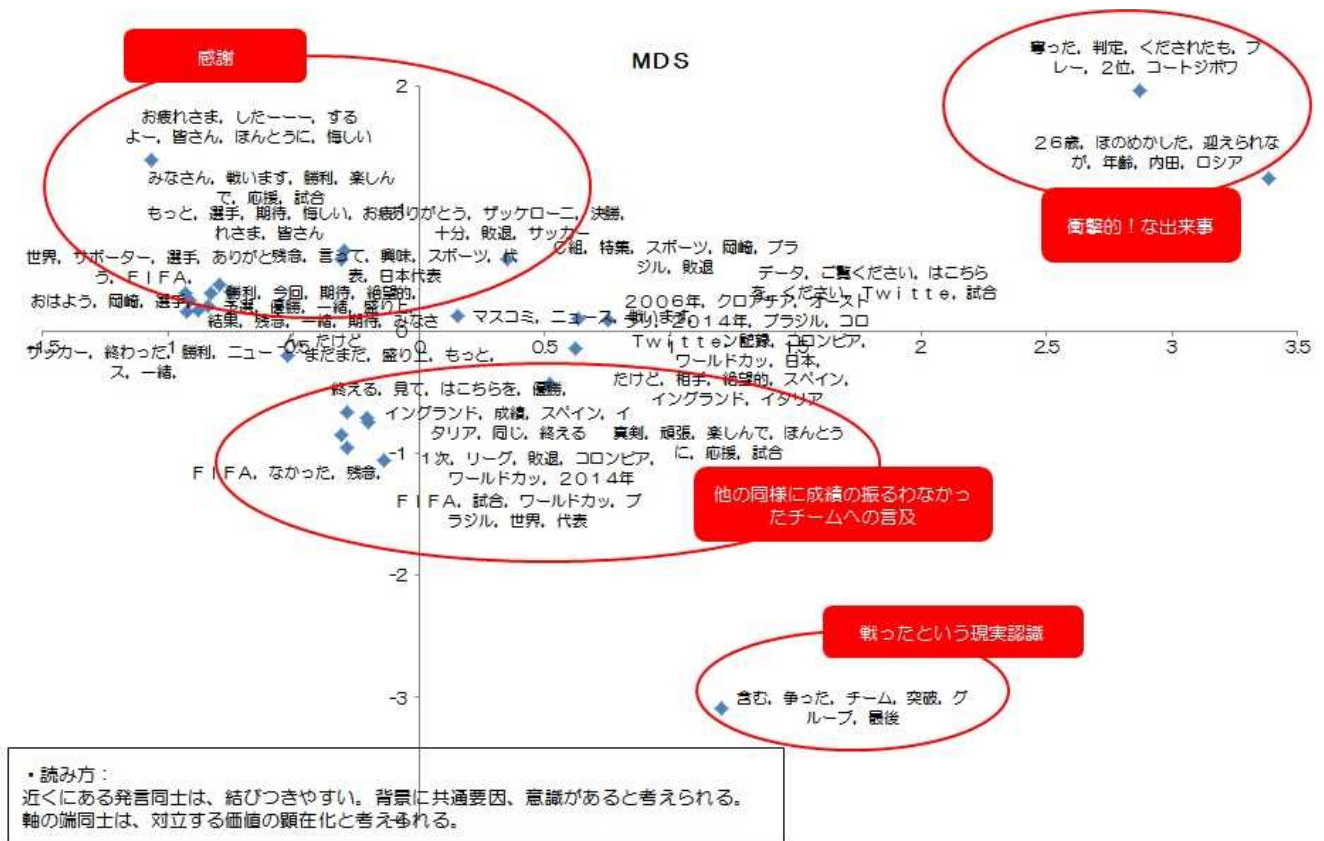 感謝
MDS
奪った，判定，くだされたも，プ
レー，２位，コートジボワ
2
お疲れさま，したーーー，する
よー，皆さん，ほんとうに，悔しい
２６歳，ほのめかした，迎えられな
が，年齢，内田，ロシア
みなさん，戦います，勝利，楽しん
で，応援，試合
衝撃的！な出来事
もっと，選手，期待，悔しい，お疲
れさま，皆さん
ありがとう，ザッケローニ，決勝，
十分，敗退，サッカー
Ｃ組，特集，スポーツ，岡崎，ブラ
ジル，敗退
世界，サポーター，選手，ありがと
う，ＦＩＦＡ，
残念，言って，興味，スポーツ，代
表，日本代表
データ，ご覧ください，はこちら
を，ください，Ｔｗｉｔｔｅ，試合
おはよう，岡崎，選手，
勝利，今回，期待，絶望的，
予選，優勝，一緒，盛り上，
結果，残念，一緒，期待，みなさ
たけど
マスコミ，ニュース，戦います，
２００６年，クロアチア，オースト
ラリ，２０１４年，ブラジル，コロ
Ｔｗｉｔｔｅ
記録，コロンビア，
ワールドカッ，日本，
-1.5
-1
0.5
0
0.5
1.5
2
2.5
3
3.5
サッカー，終わった，勝利，ニュー
ス，一緒，
まだまだ，盛り上，もっと，
たけど，相手，絶望的，スペイン，
イングランド，イタリア
終える，見て，はこちらを，優勝，
イングランド，成績，スペイン，イ
タリア，同じ，終える
真剣，頑張，楽しんで，ほんとう
に，応援，試合
-1
１次，リーグ，敗退，コロンビア，
ワールドカッ，２０１４年
ＦＩＦＡ，なかった，残念，
ＦＩＦＡ，試合，ワールドカッ，ブ
ラジル，世界，代表
他の同様に成績の振るわなかっ
たチームへの言及
-2
戦ったという現実認識
-3
含む，争った，チーム，突破，グ
ループ，最後
・読み方：
近くにある発言同士は、結びつきやすい。背景に共通要因、意識があると考えられる。
軸の端同士は、対立する価値の顕在化と考えられる。